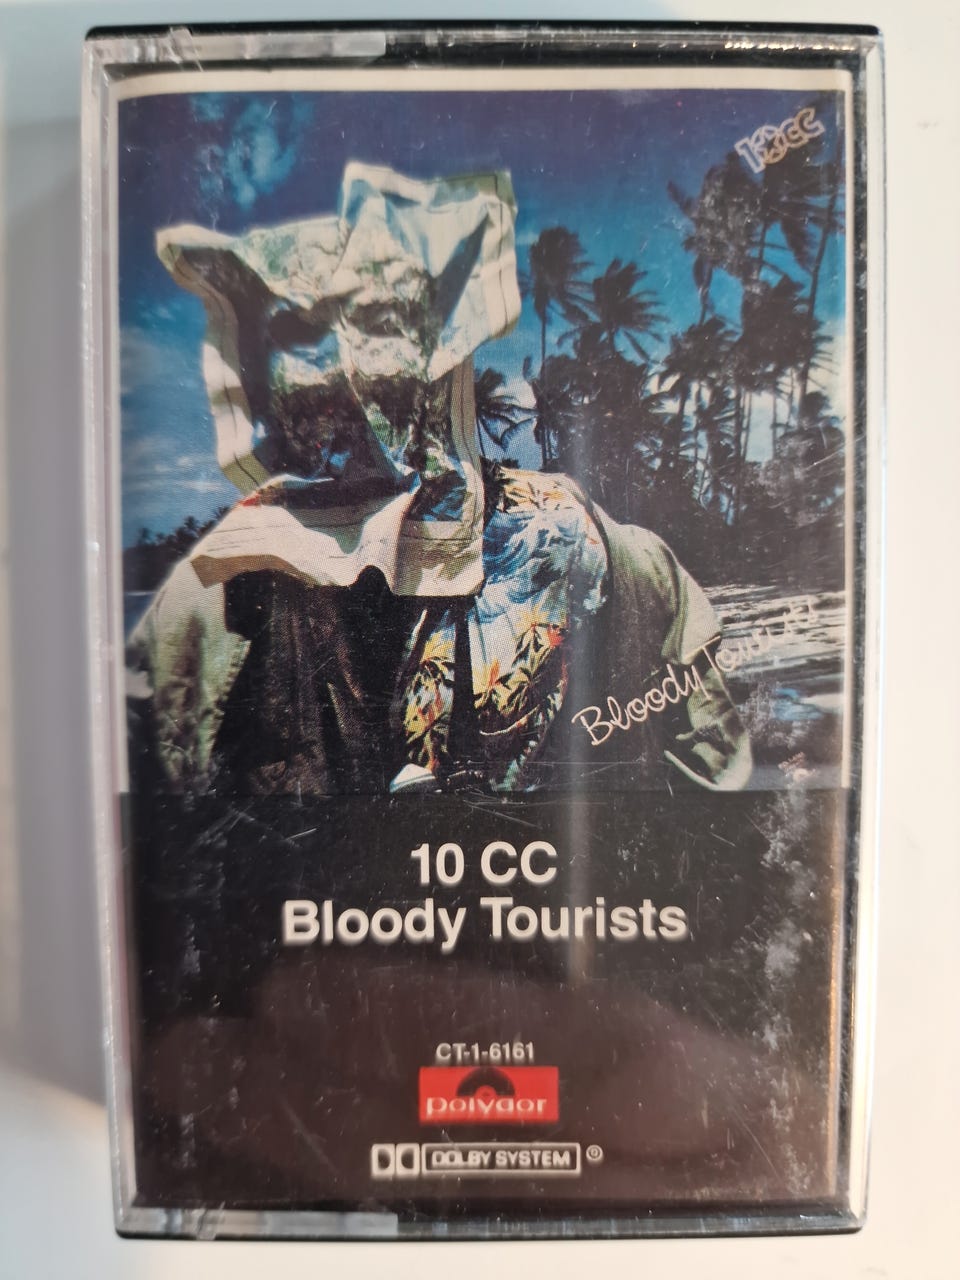 10cc
Bloody Tourists
10 CC
Bloody Tourists
CT-1-6161
polydor
DOLBY SYSTEM ®